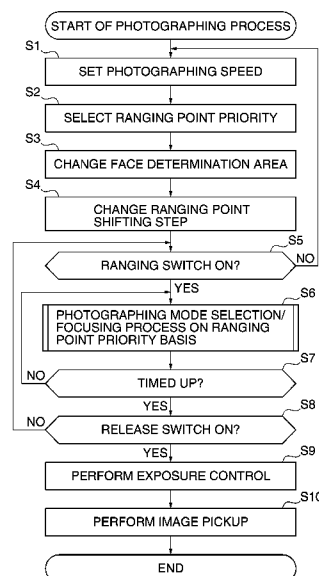 START OF PHOTOGRAPHING PROCESS
S1
SET PHOTOGRAPHING SPEED
S2
SELECT RANGING POINT PRIORITY
S3
CHANGE FACE DETERMINATION AREA
S4
CHANGE RANGING POINT
SHIFTING STEP
S5
RANGING SWITCH ON?
NO
YES
S6
PHOTOGRAPHING MODE SELECTION/
FOCUSING PROCESS ON RANGING
POINT PRIORITY BASIS
S7
NO
TIMED UP?
YES
S8
NO
RELEASE SWITCH ON?
YES
S9
PERFORM EXPOSURE CONTROL
S10
PERFORM IMAGE PICKUP
END